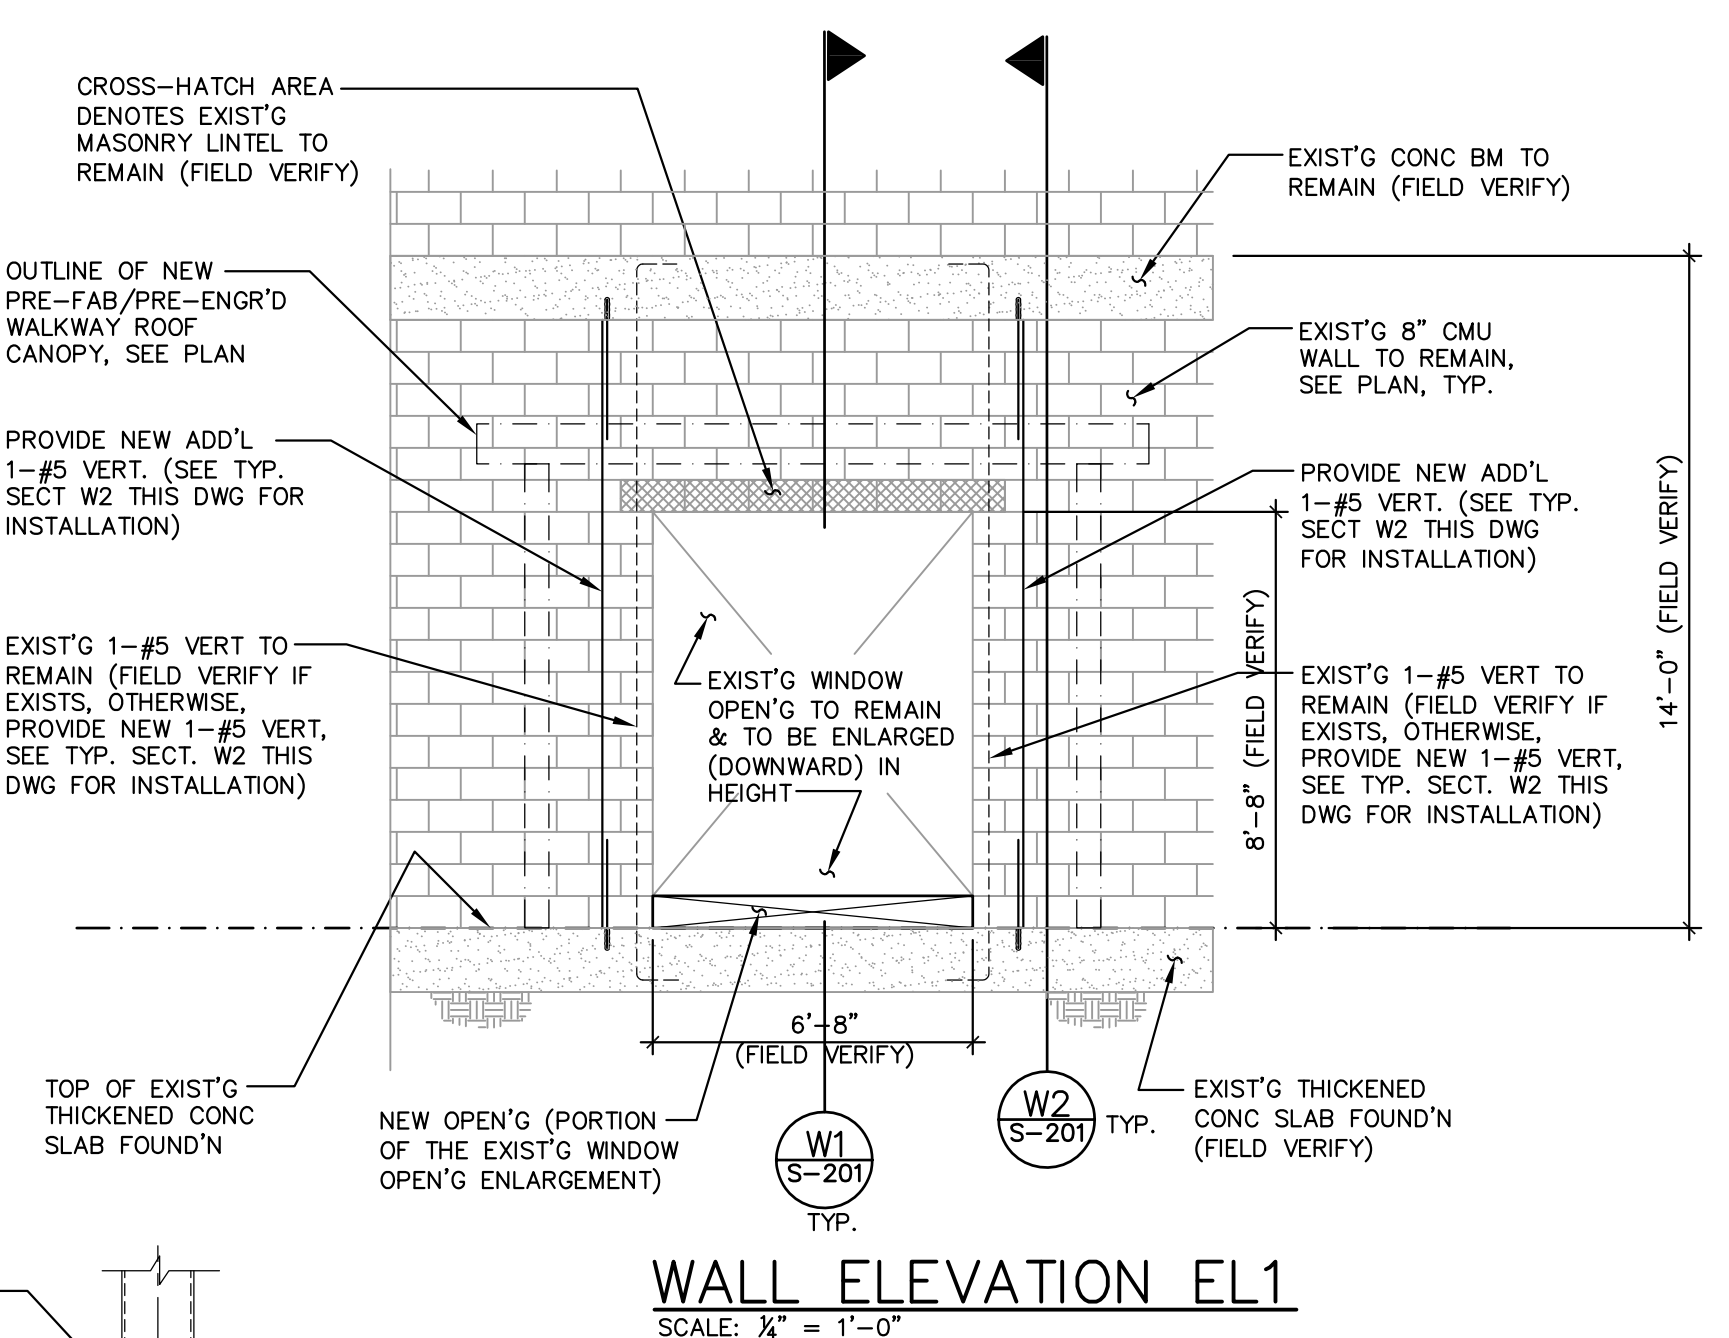 CROSS-HATCH AREA
DENOTES EXIST'G
MASONRY LINTEL TO
REMAIN (FIELD VERIFY)
OUTLINE OF NEW
PRE-FAB/PRE-ENGR'D
WALKWAY ROOF
CANOPY, SEE PLAN
PROVIDE NEW ADD'L
1-#5 VERT. (SEE TYP.
SECT W2 THIS DWG FOR
INSTALLATION)
EXIST'G 1-#5 VERT TO
REMAIN (FIELD VERIFY IF
EXISTS, OTHERWISE,
PROVIDE NEW 1-#5 VERT,
SEE TYP. SECT. W2 THIS
DWG FOR INSTALLATION)
TOP OF EXIST'G
THICKENED CONC
SLAB FOUND'N
EXIST'G WINDOW
OPEN'G TO REMAIN
& TO BE ENLARGED
(DOWNWARD) IN
HEIGHT
EXIST'G CONC BM TO
REMAIN (FIELD VERIFY)
EXIST'G 8" CMU
WALL TO REMAIN,
SEE PLAN, TYP.
PROVIDE NEW ADD'L
1-#5 VERT. (SEE TYP.
SECT W2 THIS DWG
FOR INSTALLATION)
EXIST'G 1-#5 VERT TO
REMAIN (FIELD VERIFY IF
EXISTS, OTHERWISE,
PROVIDE NEW 1-#5 VERT,
SEE TYP. SECT. W2 THIS
DWG FOR INSTALLATION)
8'-8" (FIELD VERIFY)
14'-0" (FIELD VERIFY)
6'-8"
(FIELD VERIFY)
NEW OPEN'G (PORTION
OF THE EXIST'G WINDOW
OPEN'G ENLARGEMENT)
W1
S-201
TYP.
W2
S-201
TYP.
EXIST'G THICKENED
CONC SLAB FOUND'N
(FIELD VERIFY)
WALL ELEVATION EL1
SCALE: ¼" = 1'-0"